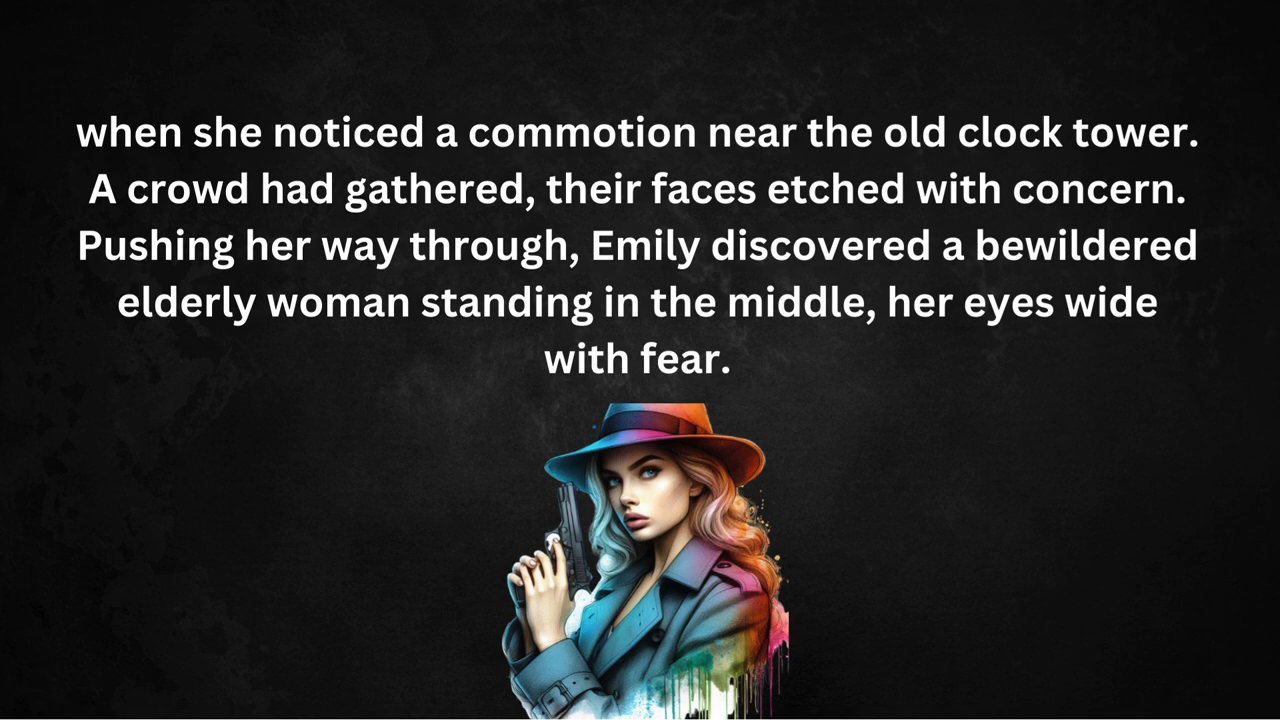 when she noticed a commotion near the old clock tower.
A crowd had gathered, their faces etched with concern.
Pushing her way through, Emily discovered a bewildered
elderly woman standing in the middle, her eyes wide
with fear.